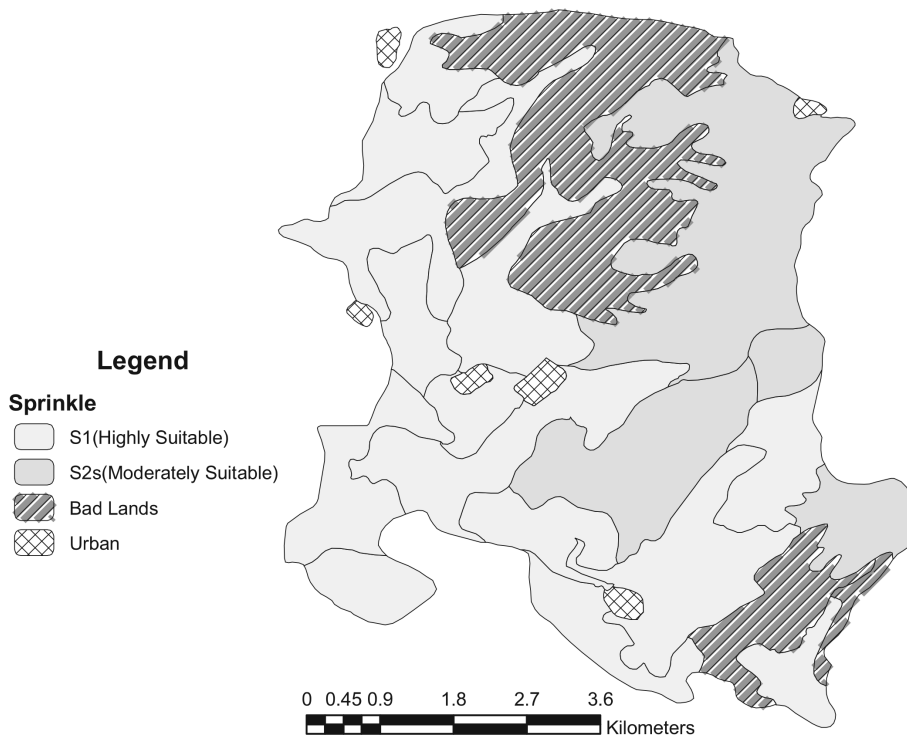 Legend
Sprinkle
S1(Highly Suitable)
S2s(Moderately Suitable)
Bad Lands
Urban
0 0.45 0.9 1.8 2.7 3.6
Kilometers